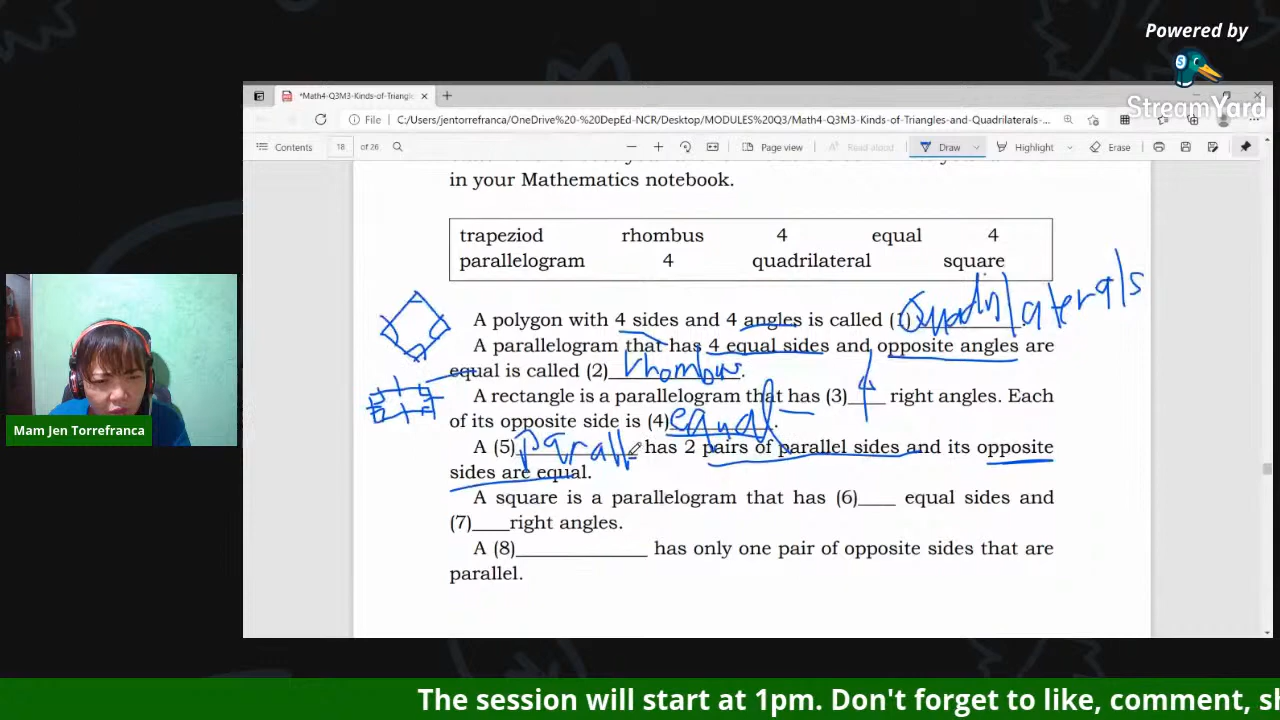 Powered by
StreamYard
*Math4-Q3M3-Kinds-of-Triangle
File
C:/Users/jentorrefranca/OneDrive%20-%20DepEd-NCR/Desktop/MODULES%20Q3/Math4-Q3M3-Kinds-of-Triangles-and-Quadrilaterals-...
Contents 18 of 26 Page view Read aloud Draw Highlight Erase
in your Mathematics notebook.
trapeziod rhombus 4 equal 4
parallelogram 4 quadrilateral square
A polygon with 4 sides and 4 angles is called (1) Quadrilaterals.
A parallelogram that has 4 equal sides and opposite angles are
equal is called (2) rhombus.
A rectangle is a parallelogram that has (3) 4 right angles. Each
of its opposite side is (4) equal.
A (5) parall has 2 pairs of parallel sides and its opposite
sides are equal.
A square is a parallelogram that has (6)____ equal sides and
(7)____right angles.
A (8)______________ has only one pair of opposite sides that are
parallel.
Mam Jen Torrefranca
The session will start at 1pm. Don't forget to like, comment, sh